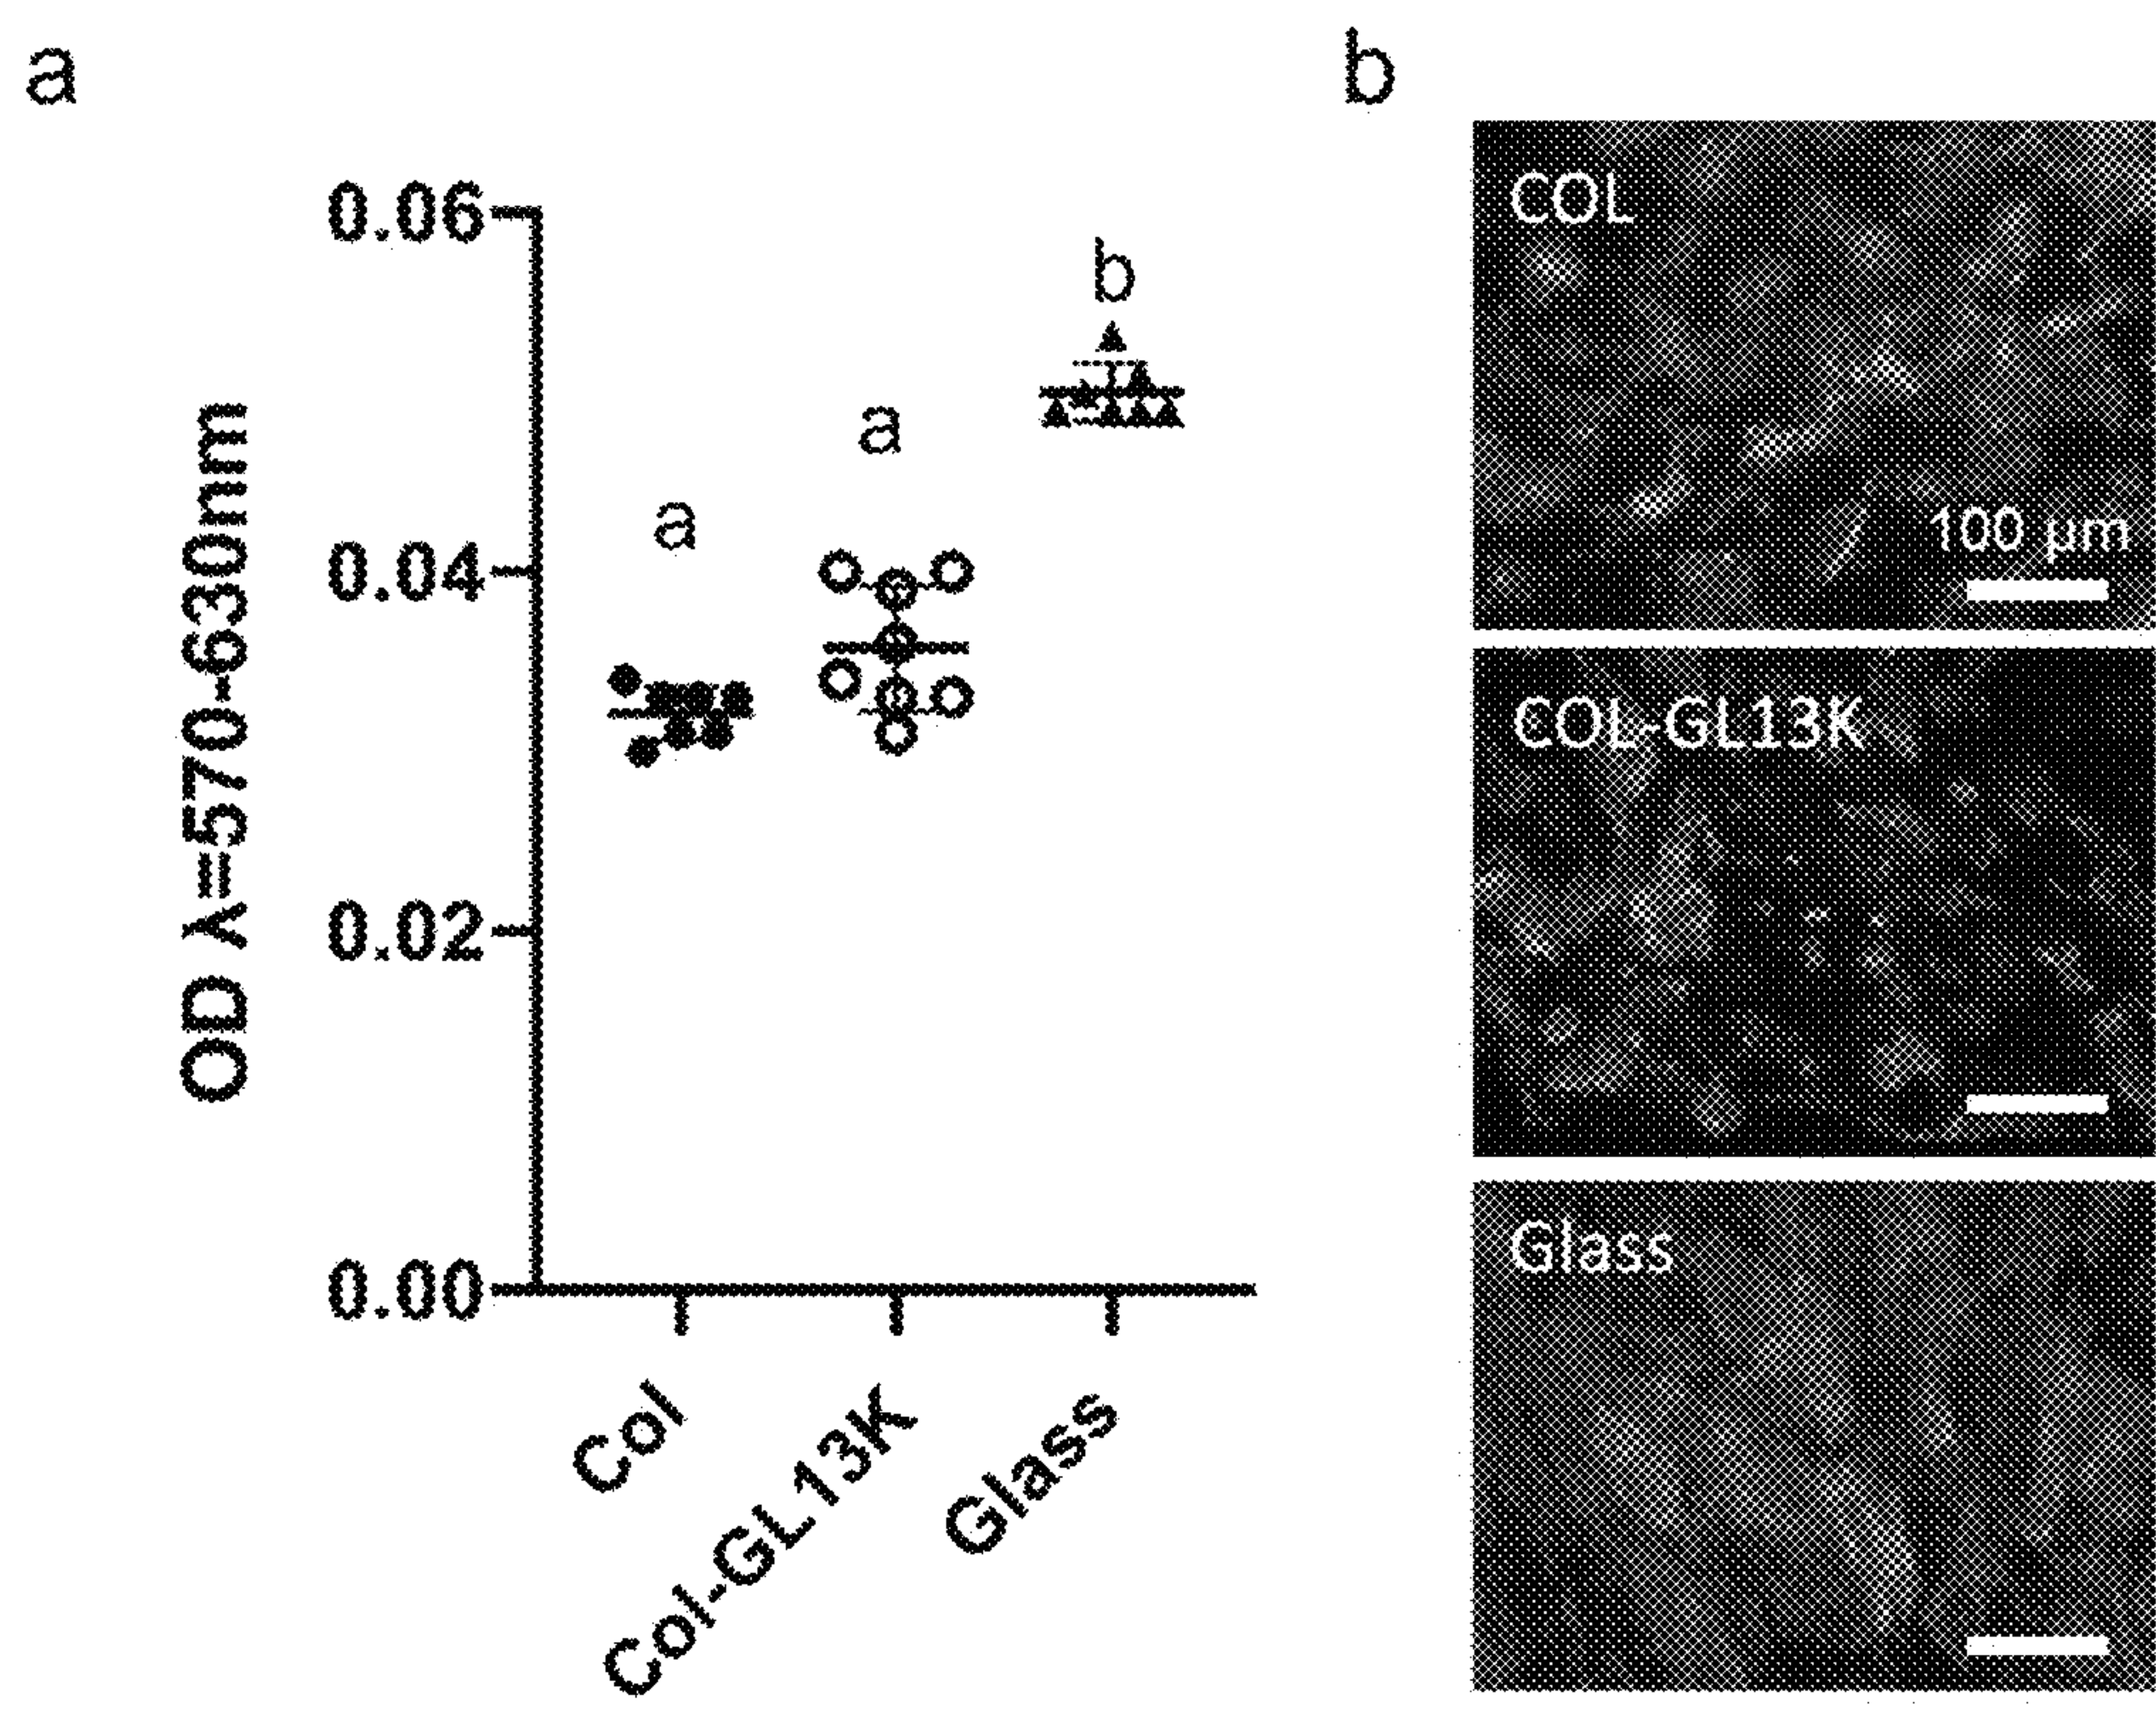 a
0.06
0.04
0.02
0.00
OD λ=570-630nm
a
a
b
Col
Col-GL13K
Glass
b
COL
100 µm
COL-GL13K
Glass